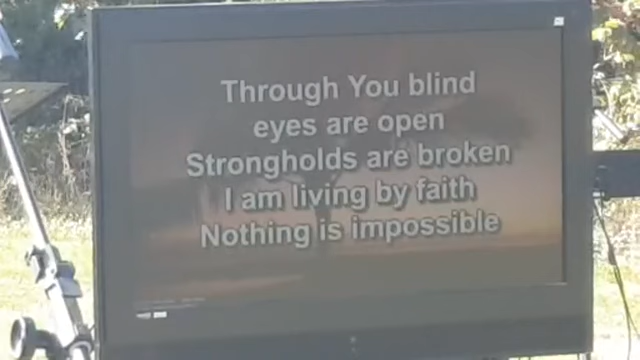 Through You blind
eyes are open
Strongholds are broken
I am living by faith
Nothing is impossible